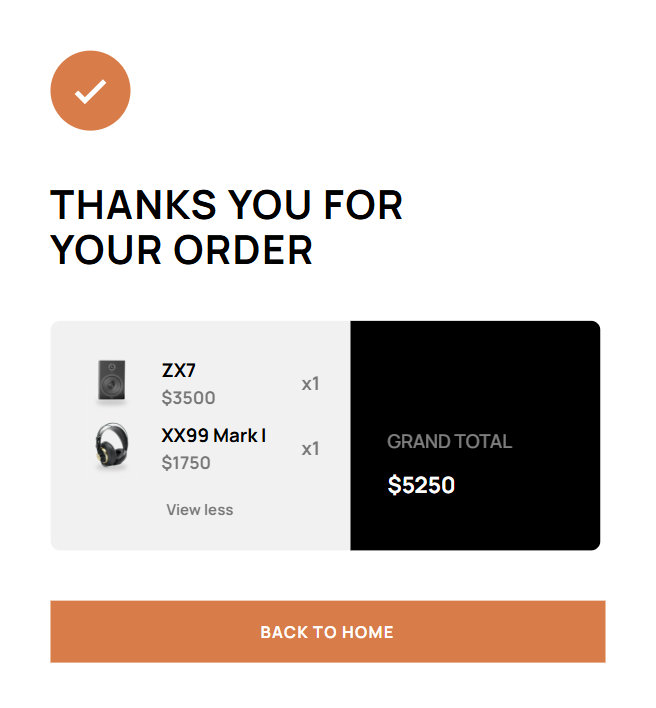 THANKS YOU FOR
YOUR ORDER
ZX7
$3500
x1
XX99 Mark I
$1750
x1
View less
GRAND TOTAL
$5250
BACK TO HOME